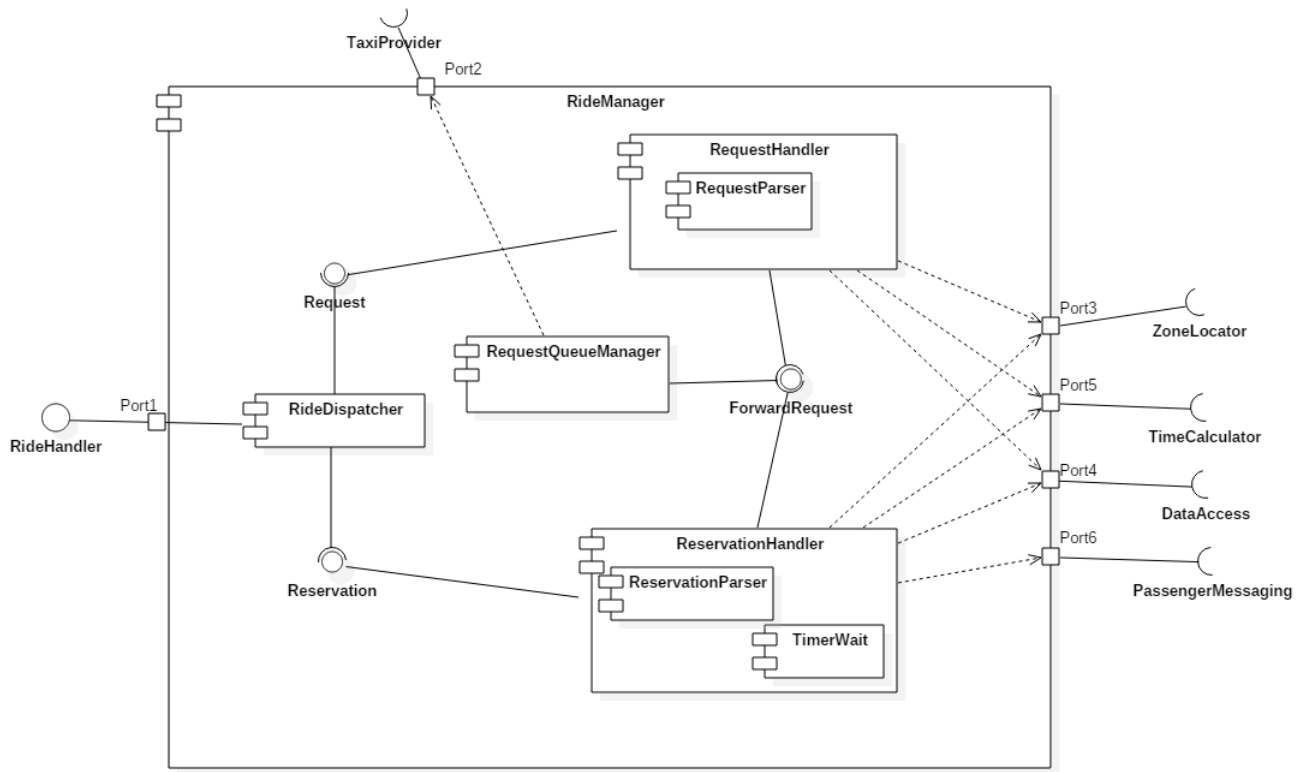 TaxiProvider
Port2
RideManager
RequestHandler
RequestParser
Request
Port3
ZoneLocator
RequestQueueManager
Port5
Port1
RideDispatcher
ForwardRequest
RideHandler
TimeCalculator
Port4
DataAccess
Port6
ReservationHandler
Reservation
ReservationParser
PassengerMessaging
TimerWait